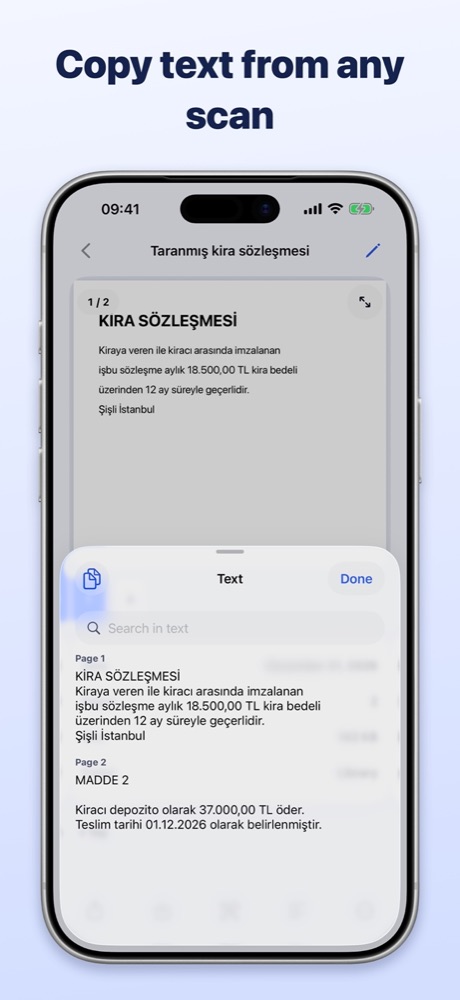 Copy text from any
scan
09:41
Taranmış kira sözleşmesi
1 / 2
KIRA SÖZLEŞMESİ
Kiraya veren ile kiracı arasında imzalanan
işbu sözleşme aylık 18.500,00 TL kira bedeli
üzerinden 12 ay süreyle geçerlidir.
Şişli İstanbul
Text
Done
Search in text
Page 1
KİRA SÖZLEŞMESİ
Kiraya veren ile kiracı arasında imzalanan
işbu sözleşme aylık 18.500,00 TL kira bedeli
üzerinden 12 ay süreyle geçerlidir.
Şişli İstanbul
Page 2
MADDE 2
Kiracı depozito olarak 37.000,00 TL öder.
Teslim tarihi 01.12.2026 olarak belirlenmiştir.